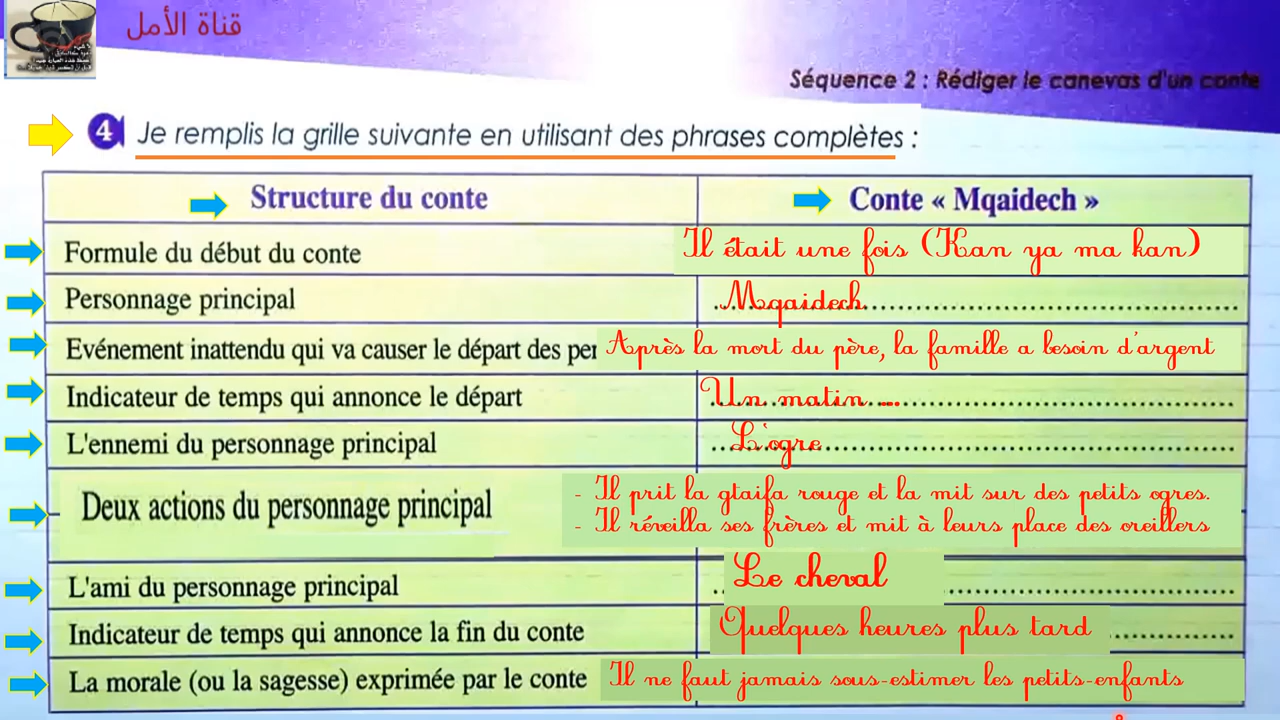 قناة الأمل
Séquence 2 : Rédiger le canevas d'un conte
4 Je remplis la grille suivante en utilisant des phrases complètes :
Structure du conte Conte « Mqaidech »
Formule du début du conte Il était une fois (Kan ya ma kan)
Personnage principal Mqaidech
Evénement inattendu qui va causer le départ des per Après la mort du père, la famille a besoin d'argent
Indicateur de temps qui annonce le départ Un matin ...
L'ennemi du personnage principal L'ogre
Deux actions du personnage principal
- Il prit la gtaifa rouge et la mit sur des petits ogres.
- Il réveilla ses frères et mit à leurs place des oreillers
L'ami du personnage principal Le cheval
Indicateur de temps qui annonce la fin du conte Quelques heures plus tard
La morale (ou la sagesse) exprimée par le conte Il ne faut jamais sous-estimer les petits-enfants